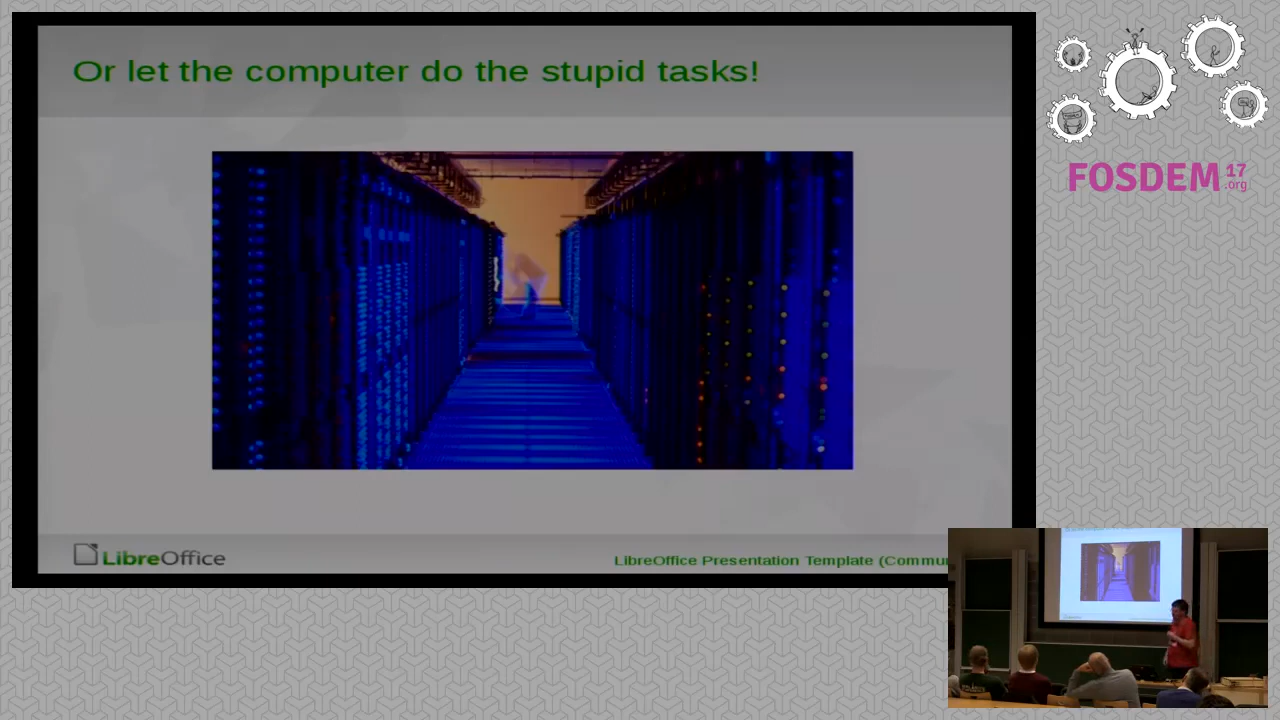 Or let the computer do the stupid tasks!
FOSDEM 17
.org
LibreOffice
LibreOffice Presentation Template (Commu